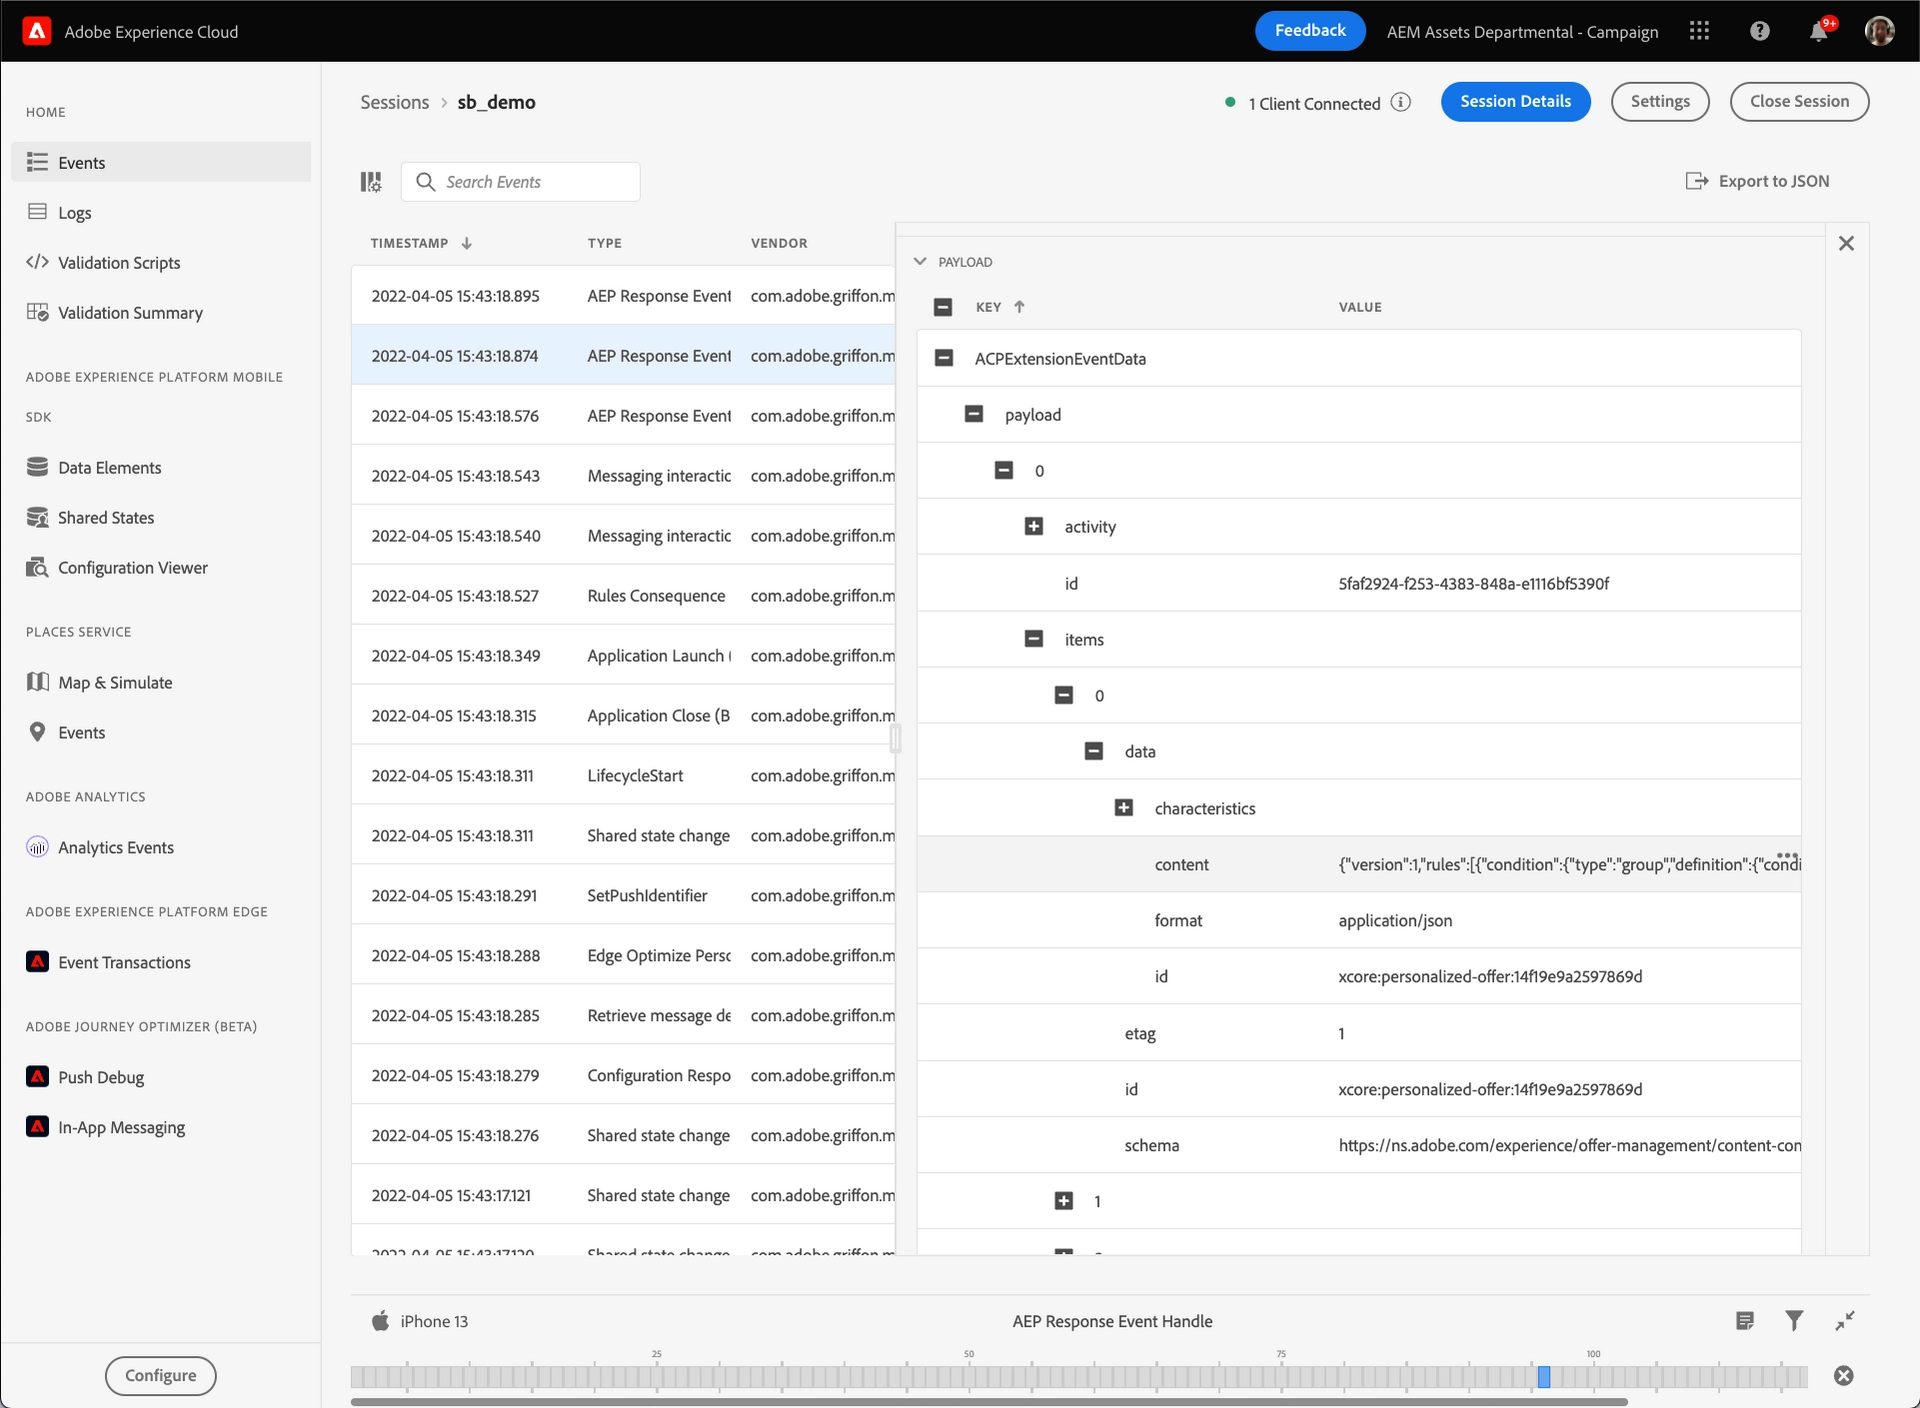 Adobe Experience Cloud
Feedback
AEM Assets Departmental - Campaign
9+
HOME
Events
Logs
Validation Scripts
Validation Summary
ADOBE EXPERIENCE PLATFORM MOBILE
SDK
Data Elements
Shared States
Configuration Viewer
PLACES SERVICE
Map & Simulate
Events
ADOBE ANALYTICS
Analytics Events
ADOBE EXPERIENCE PLATFORM EDGE
Event Transactions
ADOBE JOURNEY OPTIMIZER (BETA)
Push Debug
In-App Messaging
Configure
Sessions > sb_demo
1 Client Connected
Session Details
Settings
Close Session
Search Events
Export to JSON
TIMESTAMP TYPE VENDOR
2022-04-05 15:43:18.895 AEP Response Event com.adobe.griffon.m
2022-04-05 15:43:18.874 AEP Response Event com.adobe.griffon.m
2022-04-05 15:43:18.576 AEP Response Event com.adobe.griffon.m
2022-04-05 15:43:18.543 Messaging interactic com.adobe.griffon.m
2022-04-05 15:43:18.540 Messaging interactic com.adobe.griffon.m
2022-04-05 15:43:18.527 Rules Consequence com.adobe.griffon.m
2022-04-05 15:43:18.349 Application Launch ( com.adobe.griffon.m
2022-04-05 15:43:18.315 Application Close (B com.adobe.griffon.m
2022-04-05 15:43:18.311 LifecycleStart com.adobe.griffon.m
2022-04-05 15:43:18.311 Shared state change com.adobe.griffon.m
2022-04-05 15:43:18.291 SetPushIdentifier com.adobe.griffon.m
2022-04-05 15:43:18.288 Edge Optimize Persc com.adobe.griffon.m
2022-04-05 15:43:18.285 Retrieve message de com.adobe.griffon.m
2022-04-05 15:43:18.279 Configuration Respo com.adobe.griffon.m
2022-04-05 15:43:18.276 Shared state change com.adobe.griffon.m
2022-04-05 15:43:17.121 Shared state change com.adobe.griffon.m
2022-04-05 15:43:17.120 Shared state change com.adobe.griffon.m
PAYLOAD
KEY VALUE
ACPExtensionEventData
payload
0
activity
id 5faf2924-f253-4383-848a-e1116bf5390f
items
0
data
characteristics
content {"version":1,"rules":[{"condition":{"type":"group""definition":{"condi
format application/json
id xcore:personalized-offer:14f19e9a2597869d
etag 1
id xcore:personalized-offer:14f19e9a2597869d
schema https://ns.adobe.com/experience/offer-management/content-con
1
iPhone 13
AEP Response Event Handle
25 50 75 100